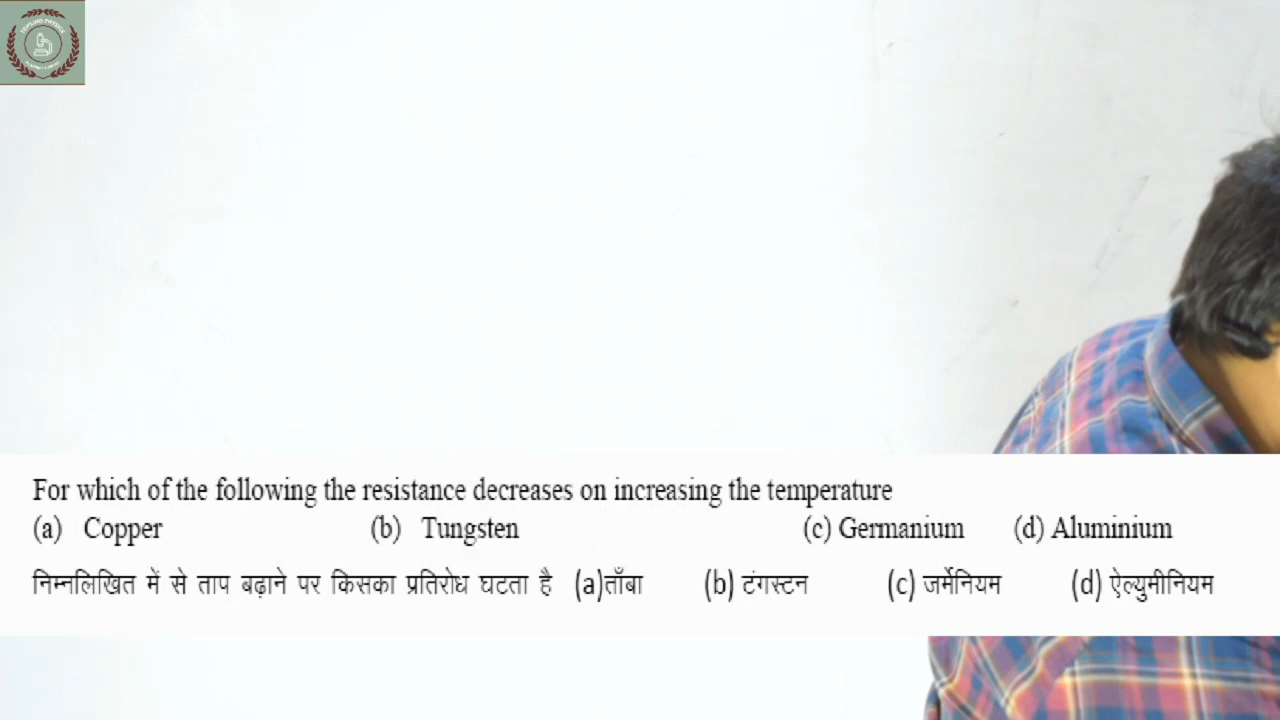 For which of the following the resistance decreases on increasing the temperature
(a) Copper (b) Tungsten (c) Germanium (d) Aluminium
निम्नलिखित में से ताप बढ़ाने पर किसका प्रतिरोध घटता है (a)ताँबा (b) टंगस्टन (c) जर्मेनियम (d) ऐल्युमीनियम